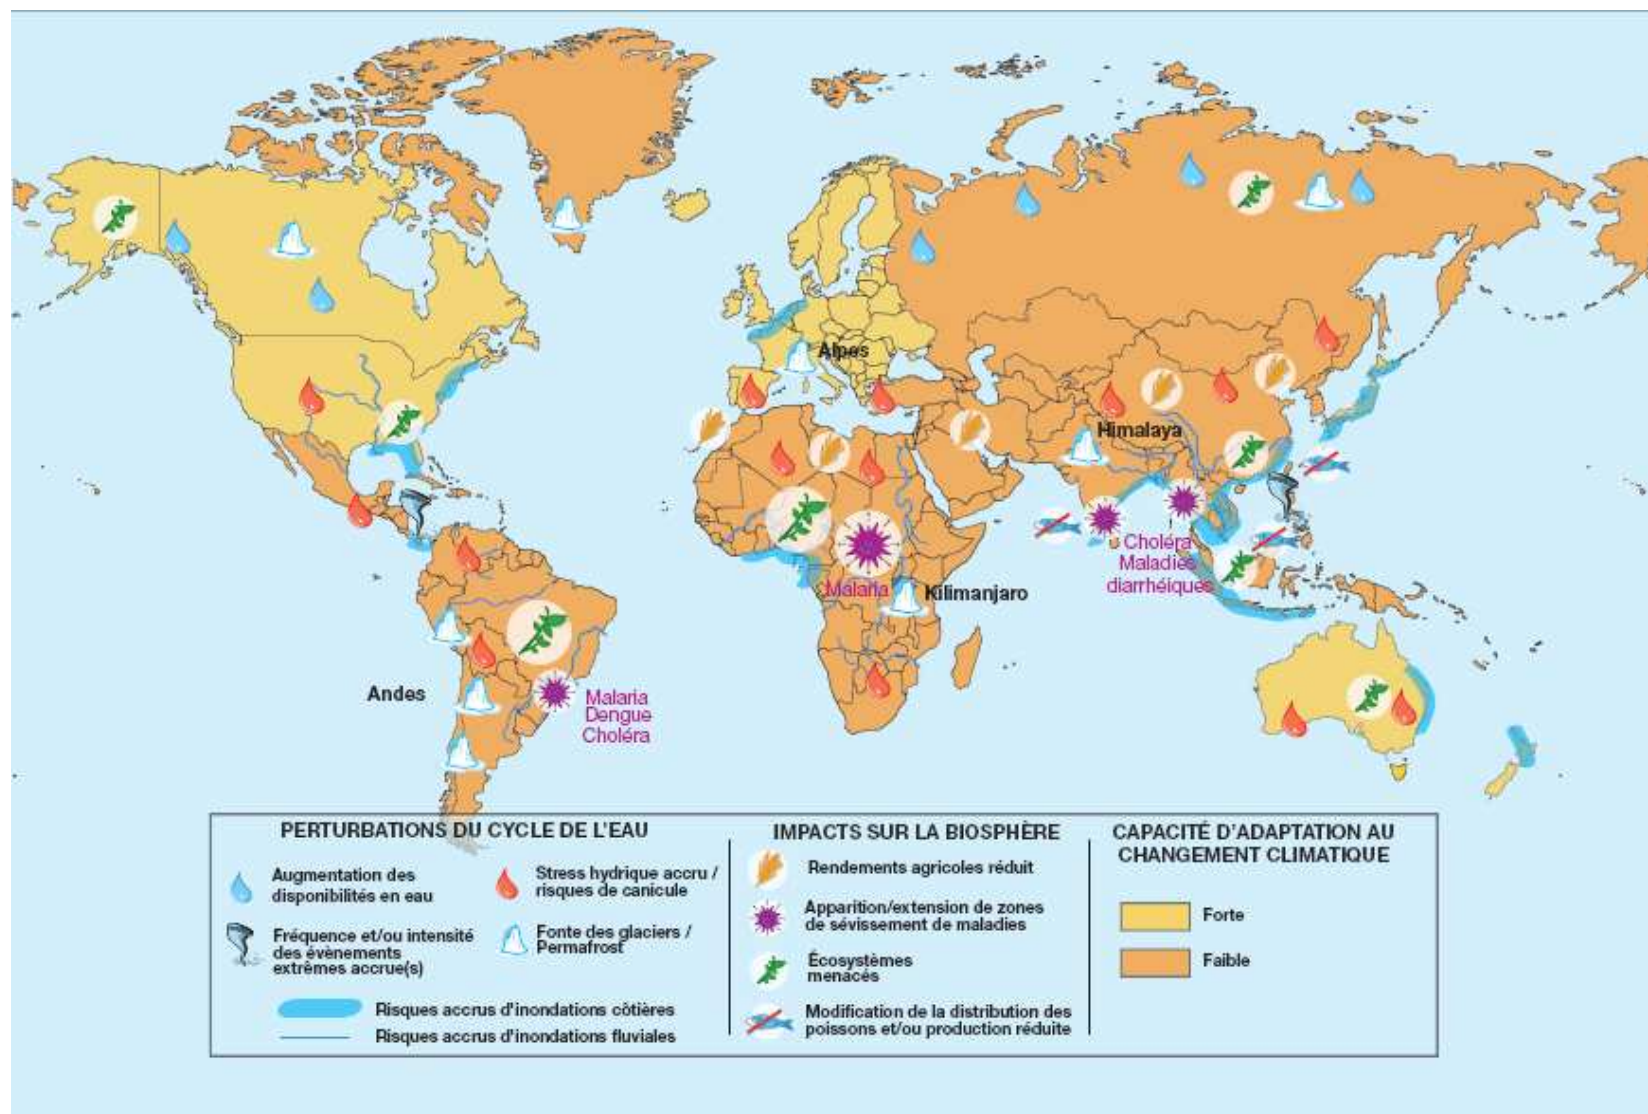 Alpes
Himalaya
Choléra
Maladies
diarrhéiques
Malaria
Kilimanjaro
Andes
Malaria
Dengue
Choléra
PERTURBATIONS DU CYCLE DE L'EAU
Augmentation des
disponibilités en eau
Stress hydrique accru /
risques de canicule
Fréquence et/ou intensité
des évènements
extrêmes accrue(s)
Fonte des glaciers /
Permafrost
Risques accrus d'inondations côtières
Risques accrus d'inondations fluviales
IMPACTS SUR LA BIOSPHÈRE
Rendements agricoles réduit
Apparition/extension de zones
de sévissement de maladies
Écosystèmes
menacés
Modification de la distribution des
poissons et/ou production réduite
CAPACITÉ D'ADAPTATION AU
CHANGEMENT CLIMATIQUE
Forte
Faible